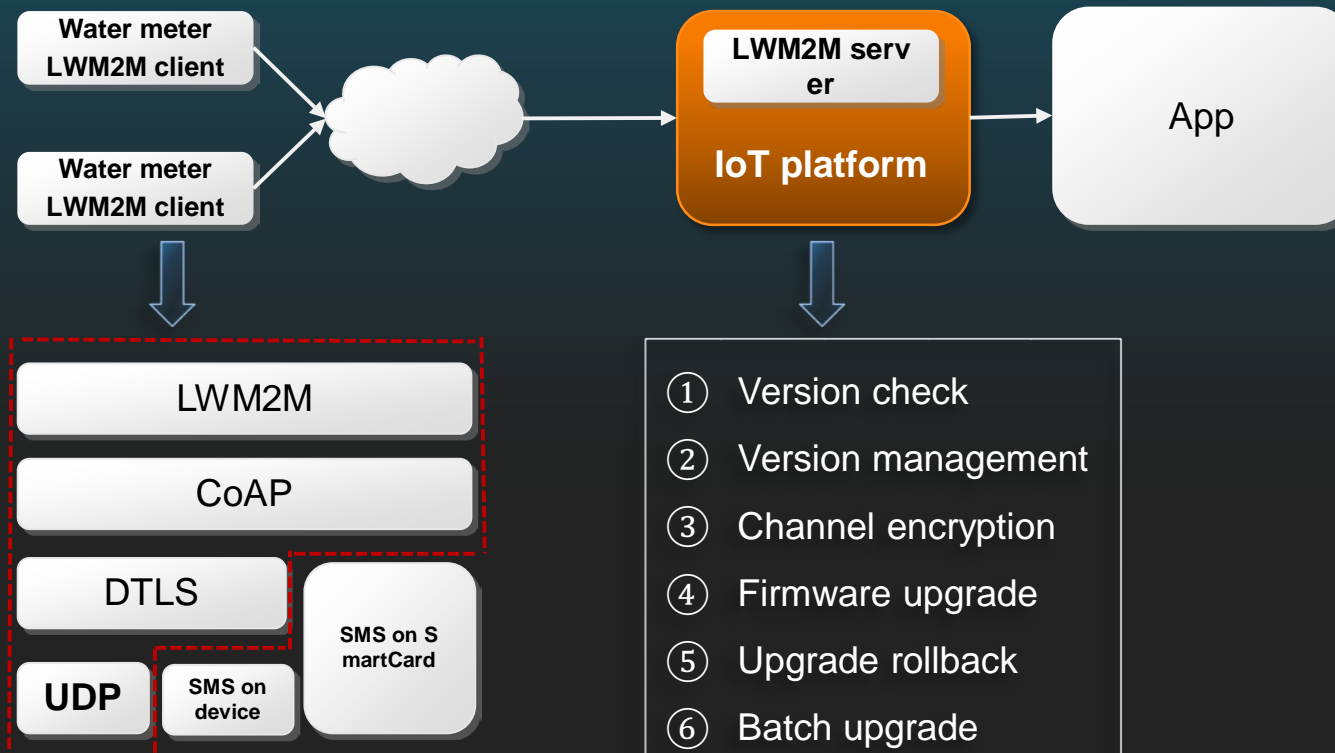 Water meter
LWM2M client
Water meter
LWM2M client
LWM2M serv
er
IoT platform
App
LWM2M
CoAP
DTLS
SMS on S
martCard
UDP
SMS on
device
① Version check
② Version management
③ Channel encryption
④ Firmware upgrade
⑤ Upgrade rollback
⑥ Batch upgrade